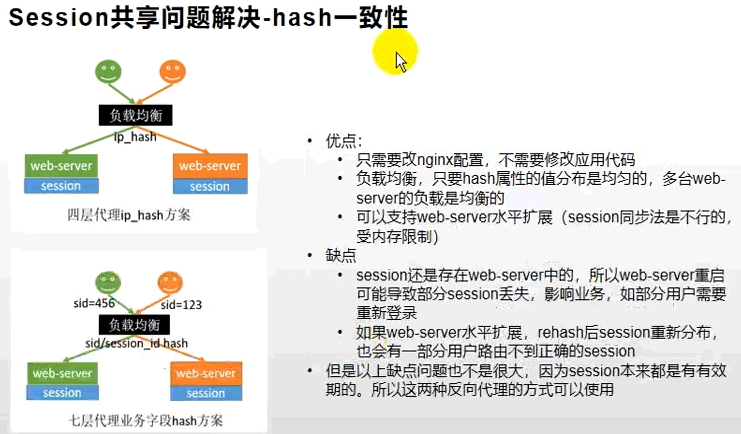 Session共享问题解决-hash一致性
负载均衡
ip_hash
web-server
web-server
session
session
四层代理ip_hash方案
sid=456
sid=123
负载均衡
sid/session_id hash
web-server
web-server
session
session
七层代理业务字段hash方案
• 优点：
• 只需要改nginx配置，不需要修改应用代码
• 负载均衡，只要hash属性的值分布是均匀的，多台web-
server的负载是均衡的
• 可以支持web-server水平扩展（session同步法是不行的，
受内存限制）
• 缺点
• session还是存在web-server中的，所以web-server重启
可能导致部分session丢失，影响业务，如部分用户需要
重新登录
• 如果web-server水平扩展，rehash后session重新分布，
也会有一部分用户路由不到正确的session
• 但是以上缺点问题也不是很大，因为session本来都是有有效
期的。所以这两种反向代理的方式可以使用